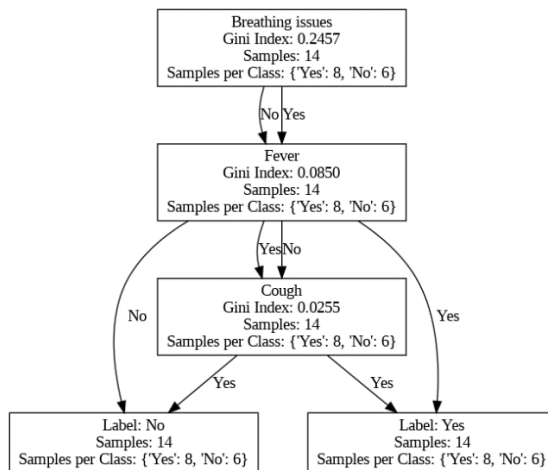 Breathing issues
Gini Index: 0.2457
Samples: 14
Samples per Class: {'Yes': 8, 'No': 6}
No Yes
Fever
Gini Index: 0.0850
Samples: 14
Samples per Class: {'Yes': 8, 'No': 6}
Yes No
No
Yes
Cough
Gini Index: 0.0255
Samples: 14
Samples per Class: {'Yes': 8, 'No': 6}
Yes
Yes
Label: No
Samples: 14
Samples per Class: {'Yes': 8, 'No': 6}
Label: Yes
Samples: 14
Samples per Class: {'Yes': 8, 'No': 6}